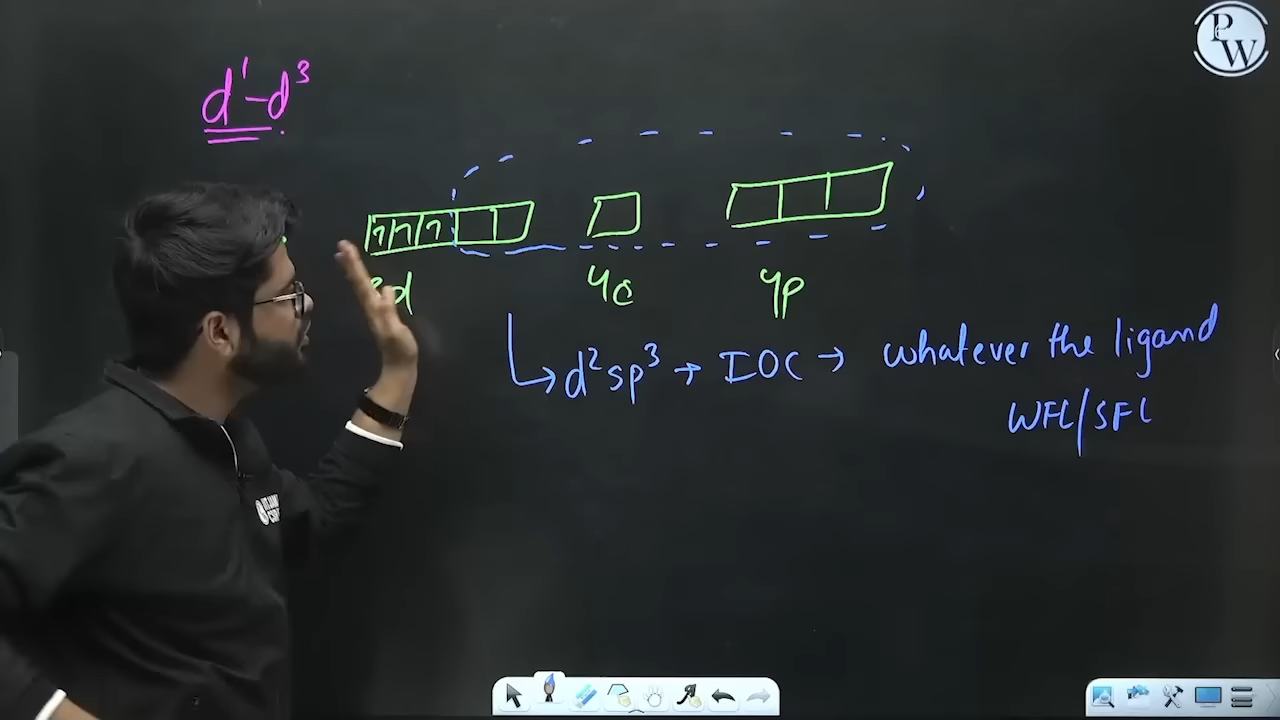 PW
d¹-d³
3d 4s 4p
↳ d²sp³ → IOC → whatever the ligand
WFL/SFL